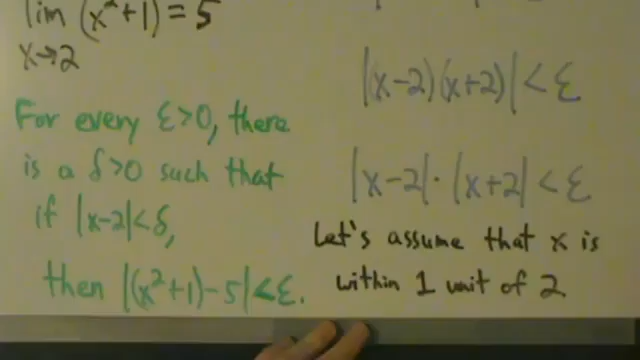 lim (x²+1) = 5
x→2
For every ε>0, there
is a δ>0 such that
if |x-2|<δ,
then |(x²+1)-5|<ε.
|(x-2)(x+2)|<ε
|x-2|·|x+2|<ε
Let's assume that x is
within 1 unit of 2